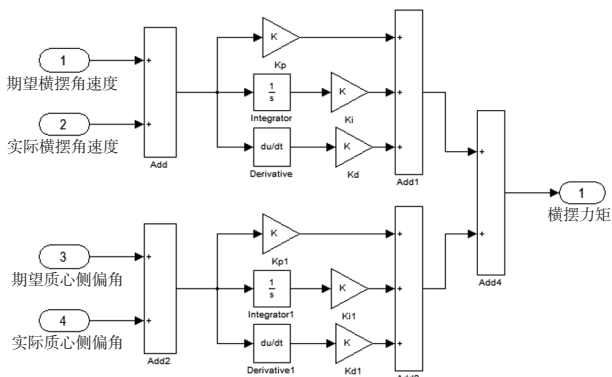 1
期望横摆角速度
2
实际横摆角速度
+
+
Add
K
Kp
1
s
Integrator
K
Ki
du/dt
Derivative
K
Kd
+
+
+
Add1
3
期望质心侧偏角
4
实际质心侧偏角
+
+
Add2
K
Kp1
1
s
Integrator1
K
Ki1
du/dt
Derivative1
K
Kd1
+
+
+
+
+
Add4
1
横摆力矩